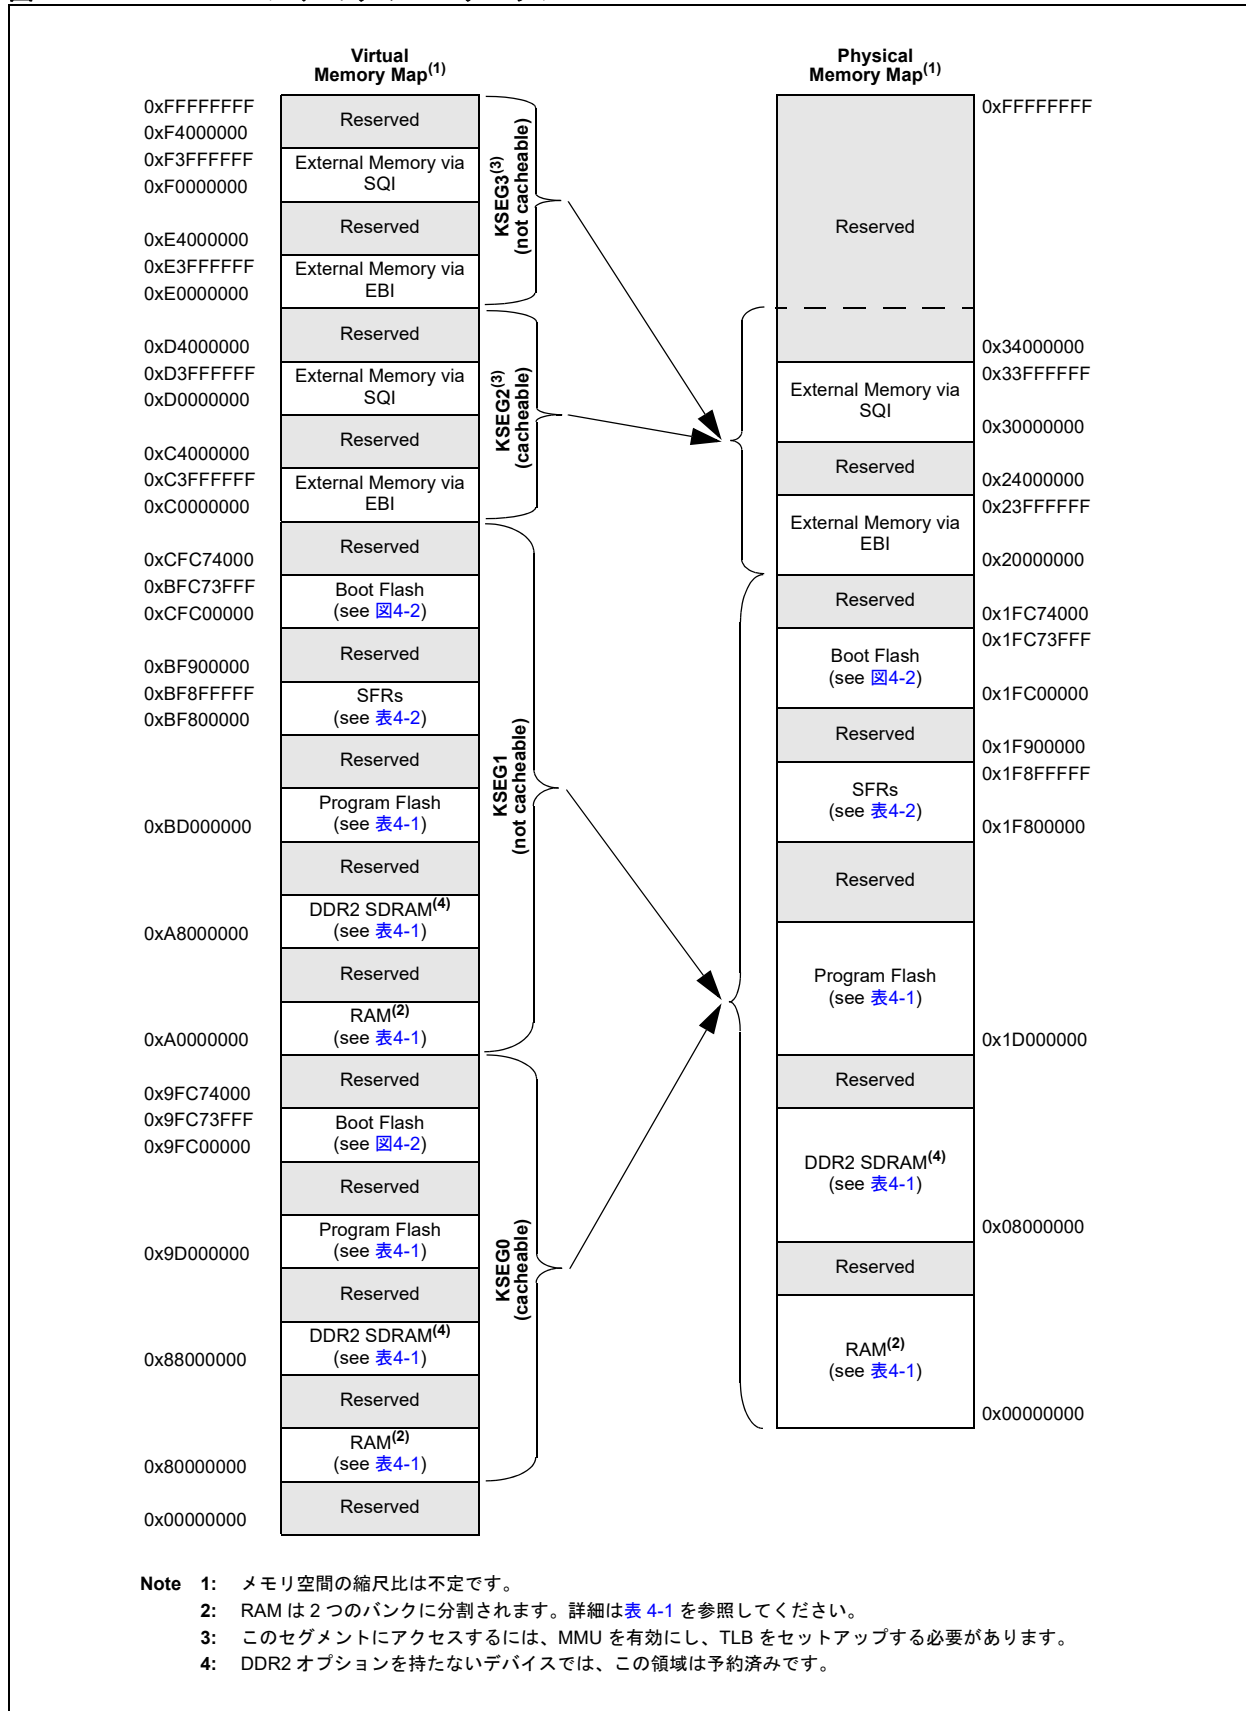 Virtual
Memory Map(1)
0xFFFFFFFF
Reserved
0xF4000000
0xF3FFFFFF
External Memory via
SQI
0xF0000000
Reserved
0xE4000000
0xE3FFFFFF
External Memory via
EBI
0xE0000000
KSEG3(3)
(not cacheable)
Reserved
0xD4000000
0xD3FFFFFF
External Memory via
SQI
0xD0000000
Reserved
0xC4000000
0xC3FFFFFF
External Memory via
EBI
0xC0000000
KSEG2(3)
(cacheable)
Reserved
0xCFC74000
0xBFC73FFF
Boot Flash
(see 図4-2)
0xCFC00000
Reserved
0xBF900000
0xBF8FFFFF
SFRs
(see 表4-2)
0xBF800000
Reserved
Program Flash
(see 表4-1)
0xBD000000
Reserved
DDR2 SDRAM(4)
(see 表4-1)
0xA8000000
Reserved
RAM(2)
(see 表4-1)
0xA0000000
KSEG1
(not cacheable)
Reserved
0x9FC74000
0x9FC73FFF
Boot Flash
(see 図4-2)
0x9FC00000
Reserved
Program Flash
(see 表4-1)
0x9D000000
Reserved
DDR2 SDRAM(4)
(see 表4-1)
0x88000000
Reserved
RAM(2)
(see 表4-1)
0x80000000
KSEG0
(cacheable)
Reserved
0x00000000
Physical
Memory Map(1)
0xFFFFFFFF
Reserved
0x34000000
0x33FFFFFF
External Memory via
SQI
0x30000000
Reserved
0x24000000
0x23FFFFFF
External Memory via
EBI
0x20000000
Reserved
0x1FC74000
0x1FC73FFF
Boot Flash
(see 図4-2)
0x1FC00000
Reserved
0x1F900000
0x1F8FFFFF
SFRs
(see 表4-2)
0x1F800000
Reserved
Program Flash
(see 表4-1)
0x1D000000
Reserved
DDR2 SDRAM(4)
(see 表4-1)
0x08000000
Reserved
RAM(2)
(see 表4-1)
0x00000000
Note 1: メモリ空間の縮尺比は不定です。
2: RAM は 2 つのバンクに分割されます。詳細は表 4-1 を参照してください。
3: このセグメントにアクセスするには、MMU を有効にし、TLB をセットアップする必要があります。
4: DDR2 オプションを持たないデバイスでは、この領域は予約済みです。